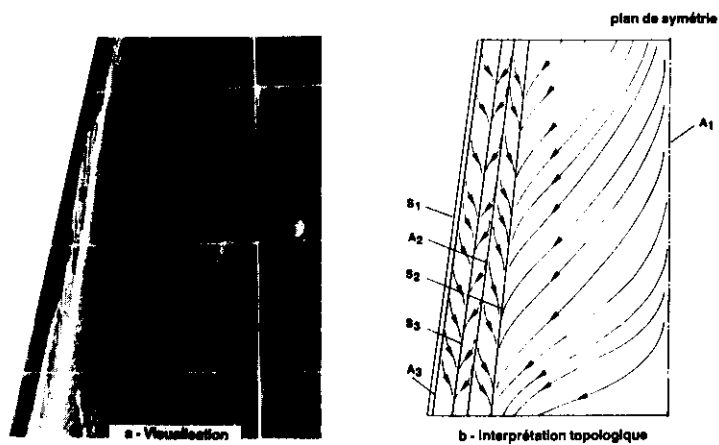 plan de symétrie
A1
S1
A2
S2
S3
A3
a - Visualisation
b - Interprétation topologique